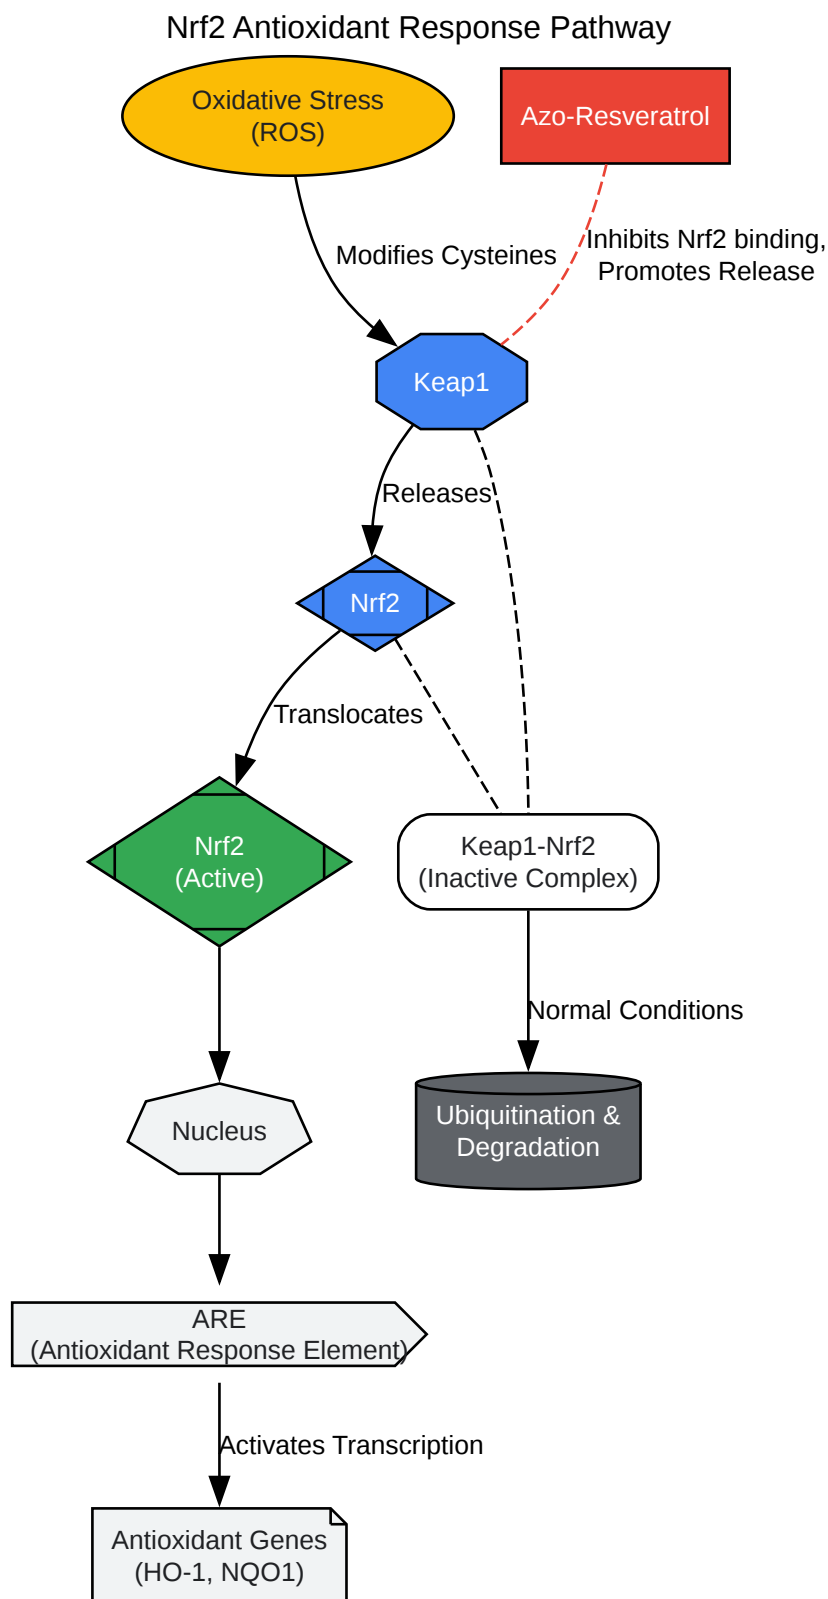 Nrf2 Antioxidant Response Pathway
Oxidative Stress
(ROS)
Azo-Resveratrol
Modifies Cysteines
Inhibits Nrf2 binding,
Promotes Release
Keap1
Releases
Nrf2
Translocates
Nrf2
(Active)
Keap1-Nrf2
(Inactive Complex)
Normal Conditions
Nucleus
Ubiquitination &
Degradation
ARE
(Antioxidant Response Element)
Activates Transcription
Antioxidant Genes
(HO-1, NQO1)